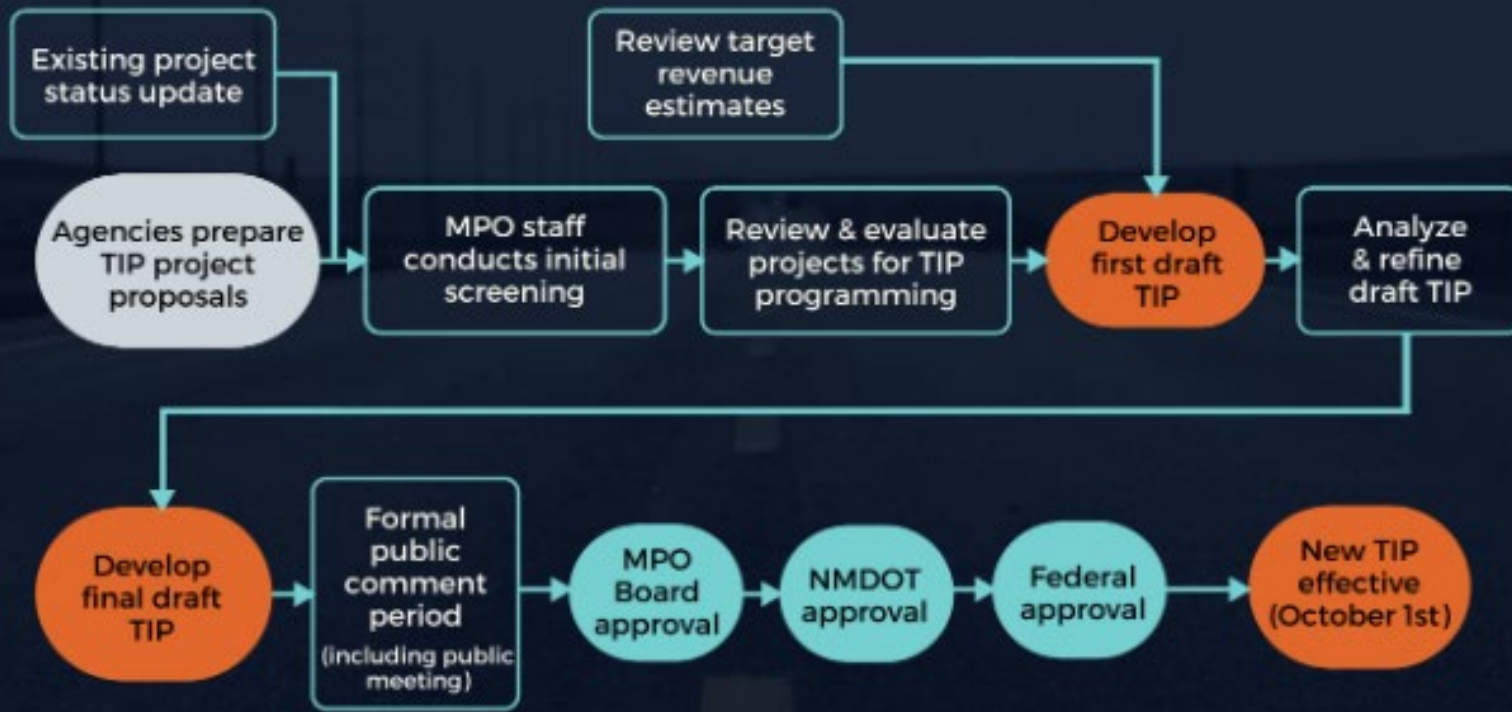 Existing project
status update
Review target
revenue
estimates
Agencies prepare
TIP project
proposals
MPO staff
conducts initial
screening
Review & evaluate
projects for TIP
programming
Develop
first draft
TIP
Analyze
& refine
draft TIP
Develop
final draft
TIP
Formal
public
comment
period
(including public
meeting)
MPO
Board
approval
NMDOT
approval
Federal
approval
New TIP
effective
(October 1st)